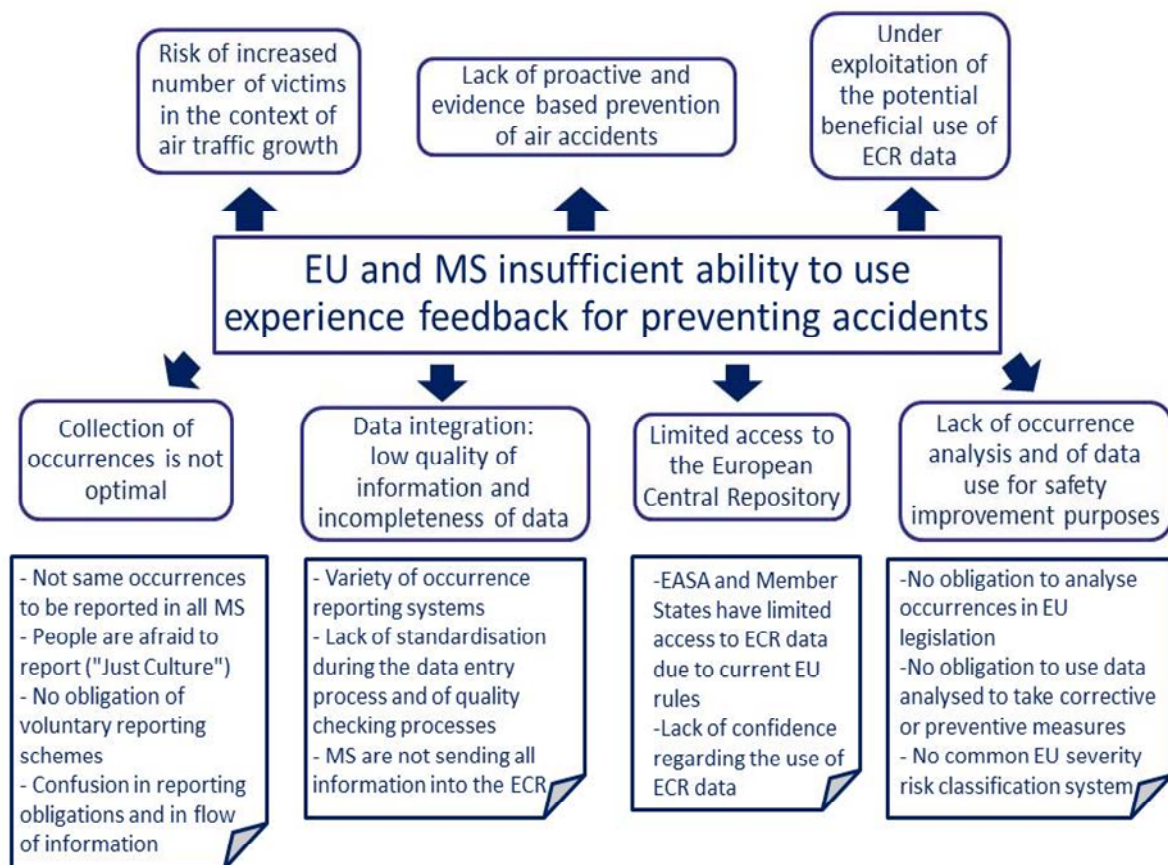 Risk of increased
number of victims
in the context of
air traffic growth
Lack of proactive and
evidence based prevention
of air accidents
Under
exploitation of
the potential
beneficial use of
ECR data
EU and MS insufficient ability to use
experience feedback for preventing accidents
Collection of
occurrences is not
optimal
Data integration:
low quality of
information and
incompleteness of data
Limited access to
the European
Central Repository
Lack of occurrence
analysis and of data
use for safety
improvement purposes
- Not same occurrences
to be reported in all MS
- People are afraid to
report ("Just Culture")
- No obligation of
voluntary reporting
schemes
- Confusion in reporting
obligations and in flow
of information
- Variety of occurrence
reporting systems
- Lack of standardisation
during the data entry
process and of quality
checking processes
- MS are not sending all
information into the ECR
-EASA and Member
States have limited
access to ECR data
due to current EU
rules
-Lack of confidence
regarding the use of
ECR data
-No obligation to analyse
occurrences in EU
legislation
-No obligation to use data
analysed to take corrective
or preventive measures
- No common EU severity
risk classification system